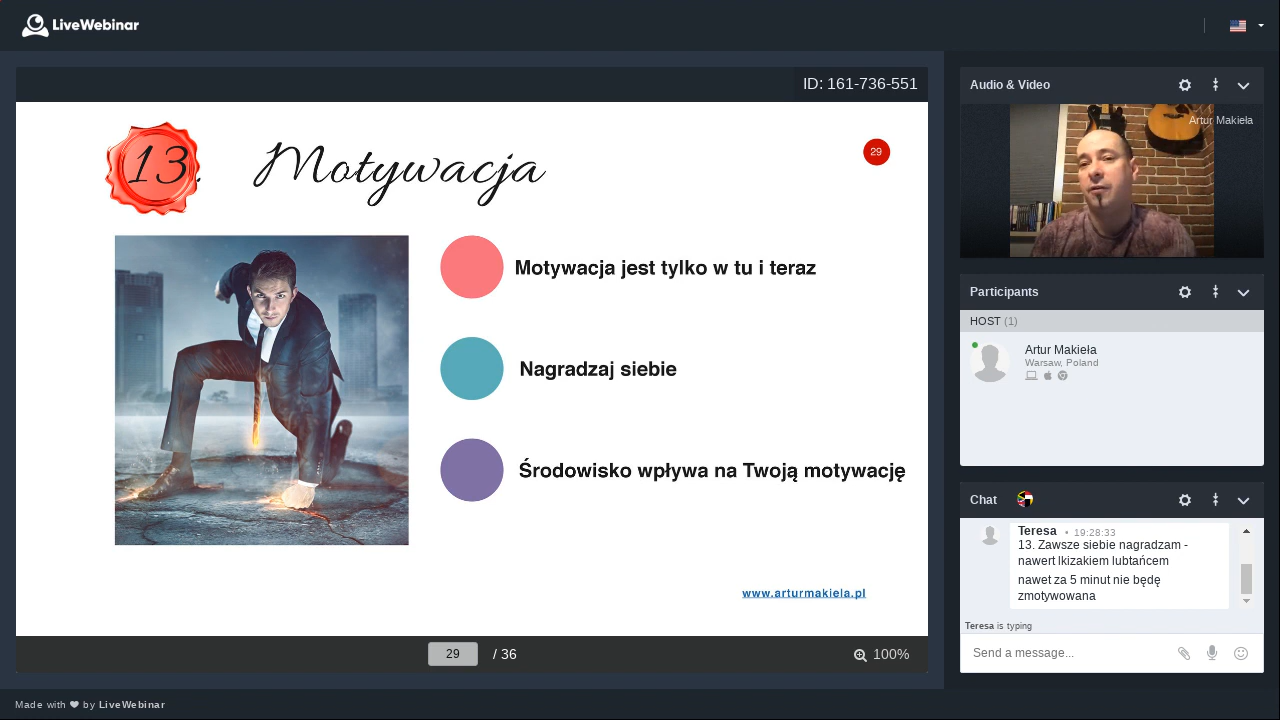 LiveWebinar
ID: 161-736-551
13. Motywacja
29
Motywacja jest tylko w tu i teraz
Nagradzaj siebie
Środowisko wpływa na Twoją motywację
www.arturmakiela.pl
29 / 36
100%
Audio & Video
Artur Makieła
Participants
HOST (1)
Artur Makieła
Warsaw, Poland
Chat
Teresa • 19:28:33
13. Zawsze siebie nagradzam -
nawert lkizakiem lubtańcem
nawet za 5 minut nie będę
zmotywowana
Teresa is typing
Send a message...
Made with ❤ by LiveWebinar